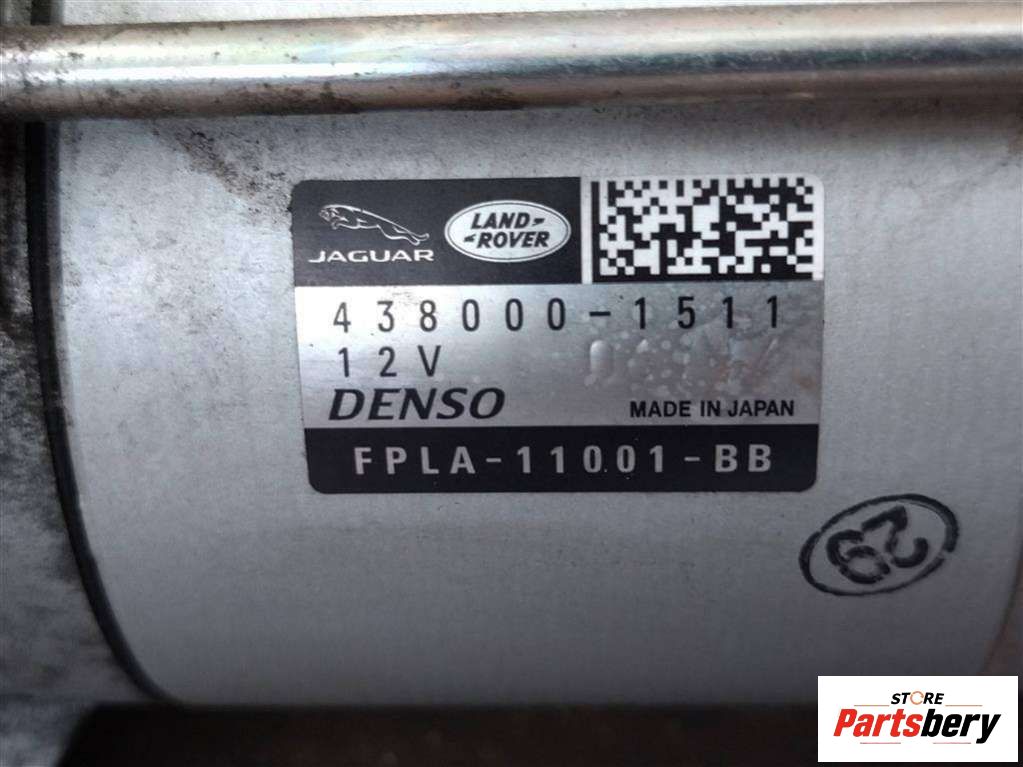 JAGUAR
LAND-
ROVER
438000-1511
12V
DENSO
MADE IN JAPAN
FPLA-11001-BB
29
STORE
Partsbery